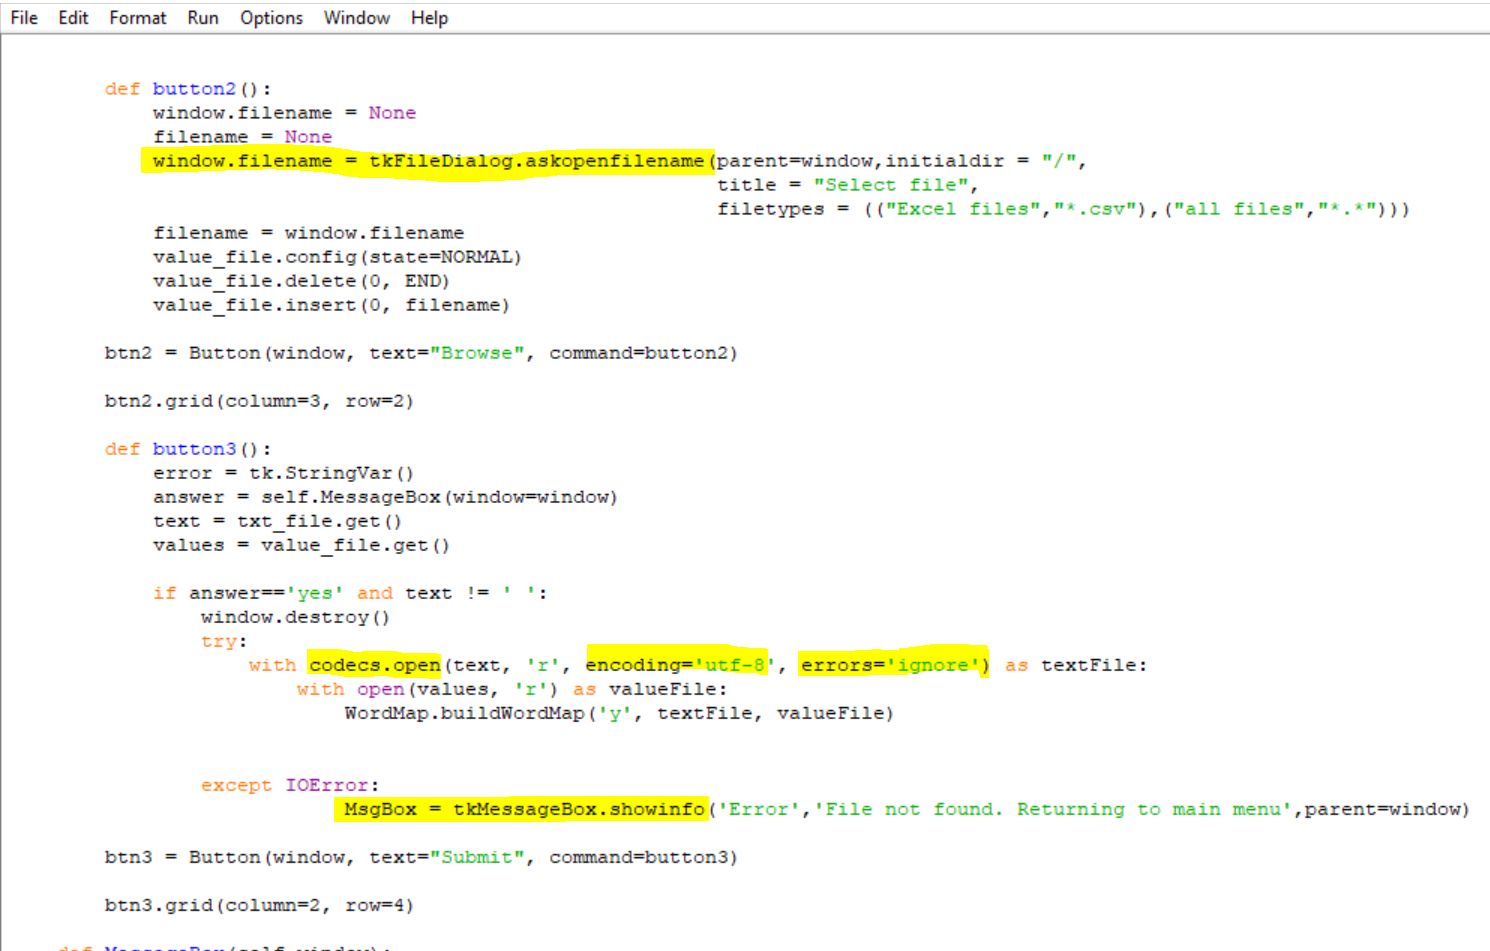 File Edit Format Run Options Window Help
def button2():
window.filename = None
filename = None
window.filename = tkFileDialog.askopenfilename(parent=window,initialdir = "/",
title = "Select file",
filetypes = (("Excel files","*.csv"),("all files","*.*")))
filename = window.filename
value_file.config(state=NORMAL)
value_file.delete(0, END)
value_file.insert(0, filename)
btn2 = Button(window, text="Browse", command=button2)
btn2.grid(column=3, row=2)
def button3():
error = tk.StringVar()
answer = self.MessageBox(window=window)
text = txt_file.get()
values = value_file.get()
if answer=='yes' and text != ' ':
window.destroy()
try:
with codecs.open(text, 'r', encoding='utf-8', errors='ignore') as textFile:
with open(values, 'r') as valueFile:
WordMap.buildWordMap('y', textFile, valueFile)
except IOError:
MsgBox = tkMessageBox.showinfo('Error','File not found. Returning to main menu',parent=window)
btn3 = Button(window, text="Submit", command=button3)
btn3.grid(column=2, row=4)
def MessageBox(self,window):